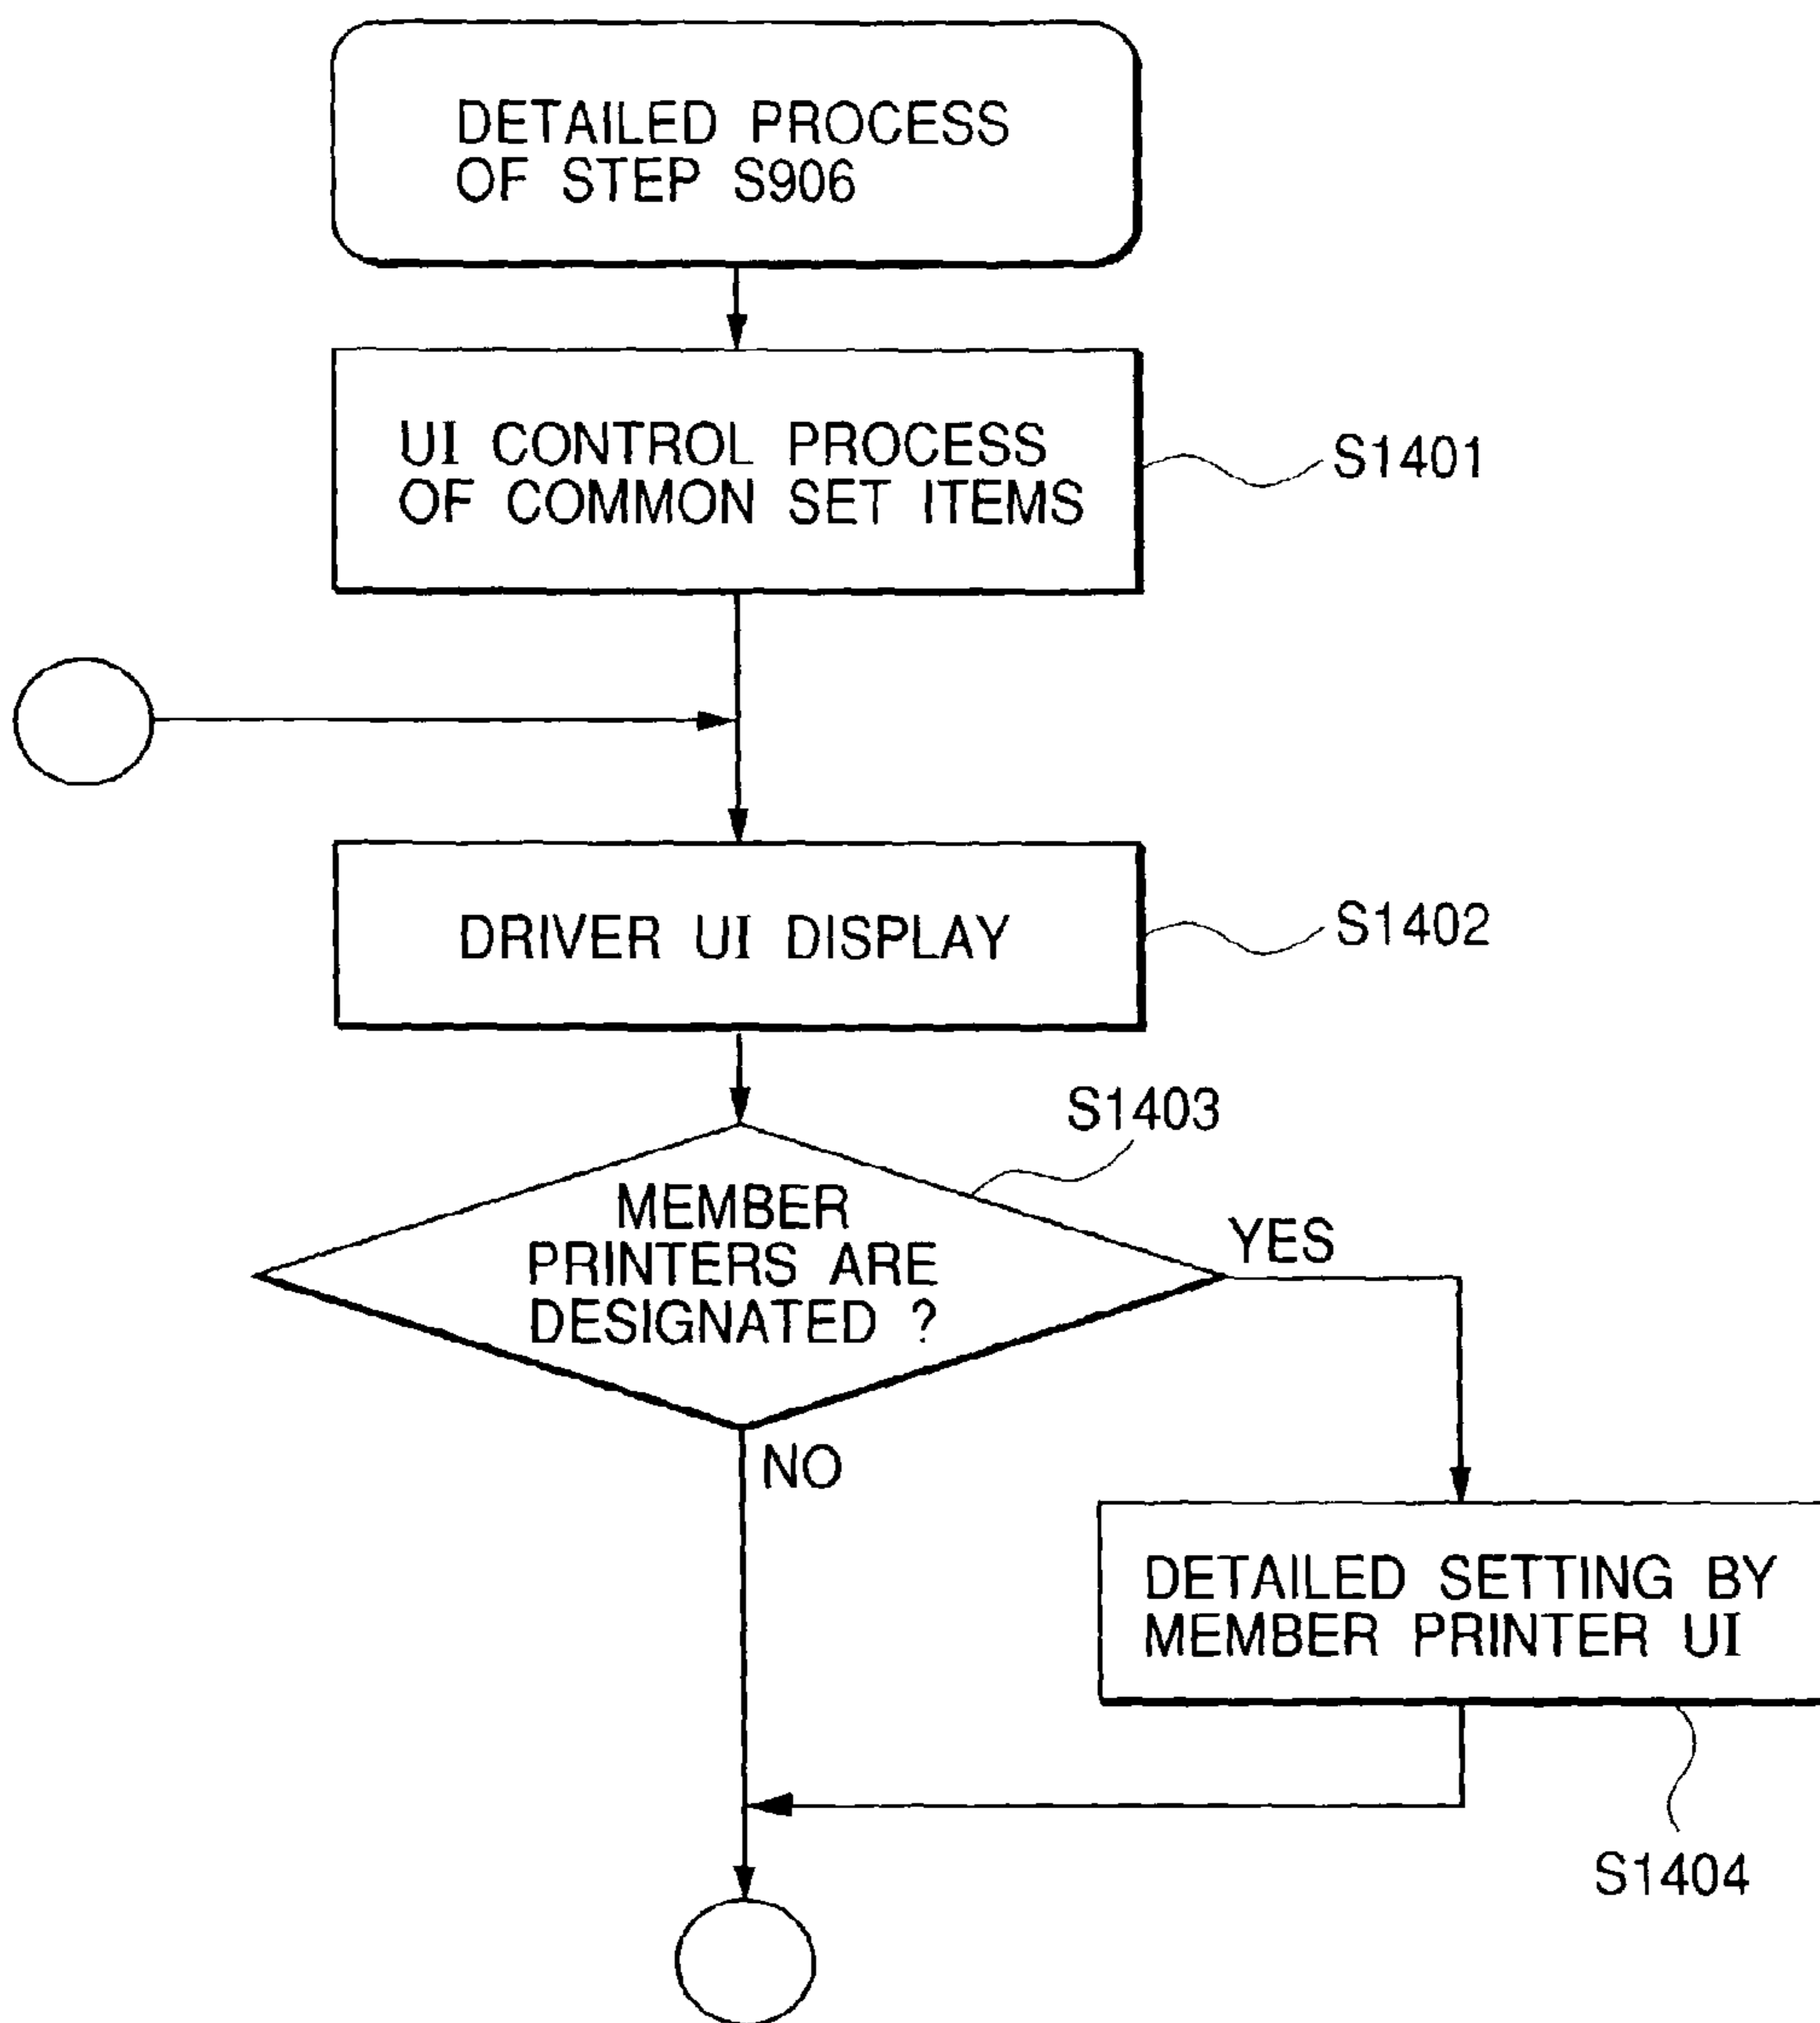 DETAILED PROCESS
OF STEP S906
UI CONTROL PROCESS
OF COMMON SET ITEMS
S1401
DRIVER UI DISPLAY
S1402
S1403
MEMBER
PRINTERS ARE
DESIGNATED ?
YES
NO
DETAILED SETTING BY
MEMBER PRINTER UI
S1404